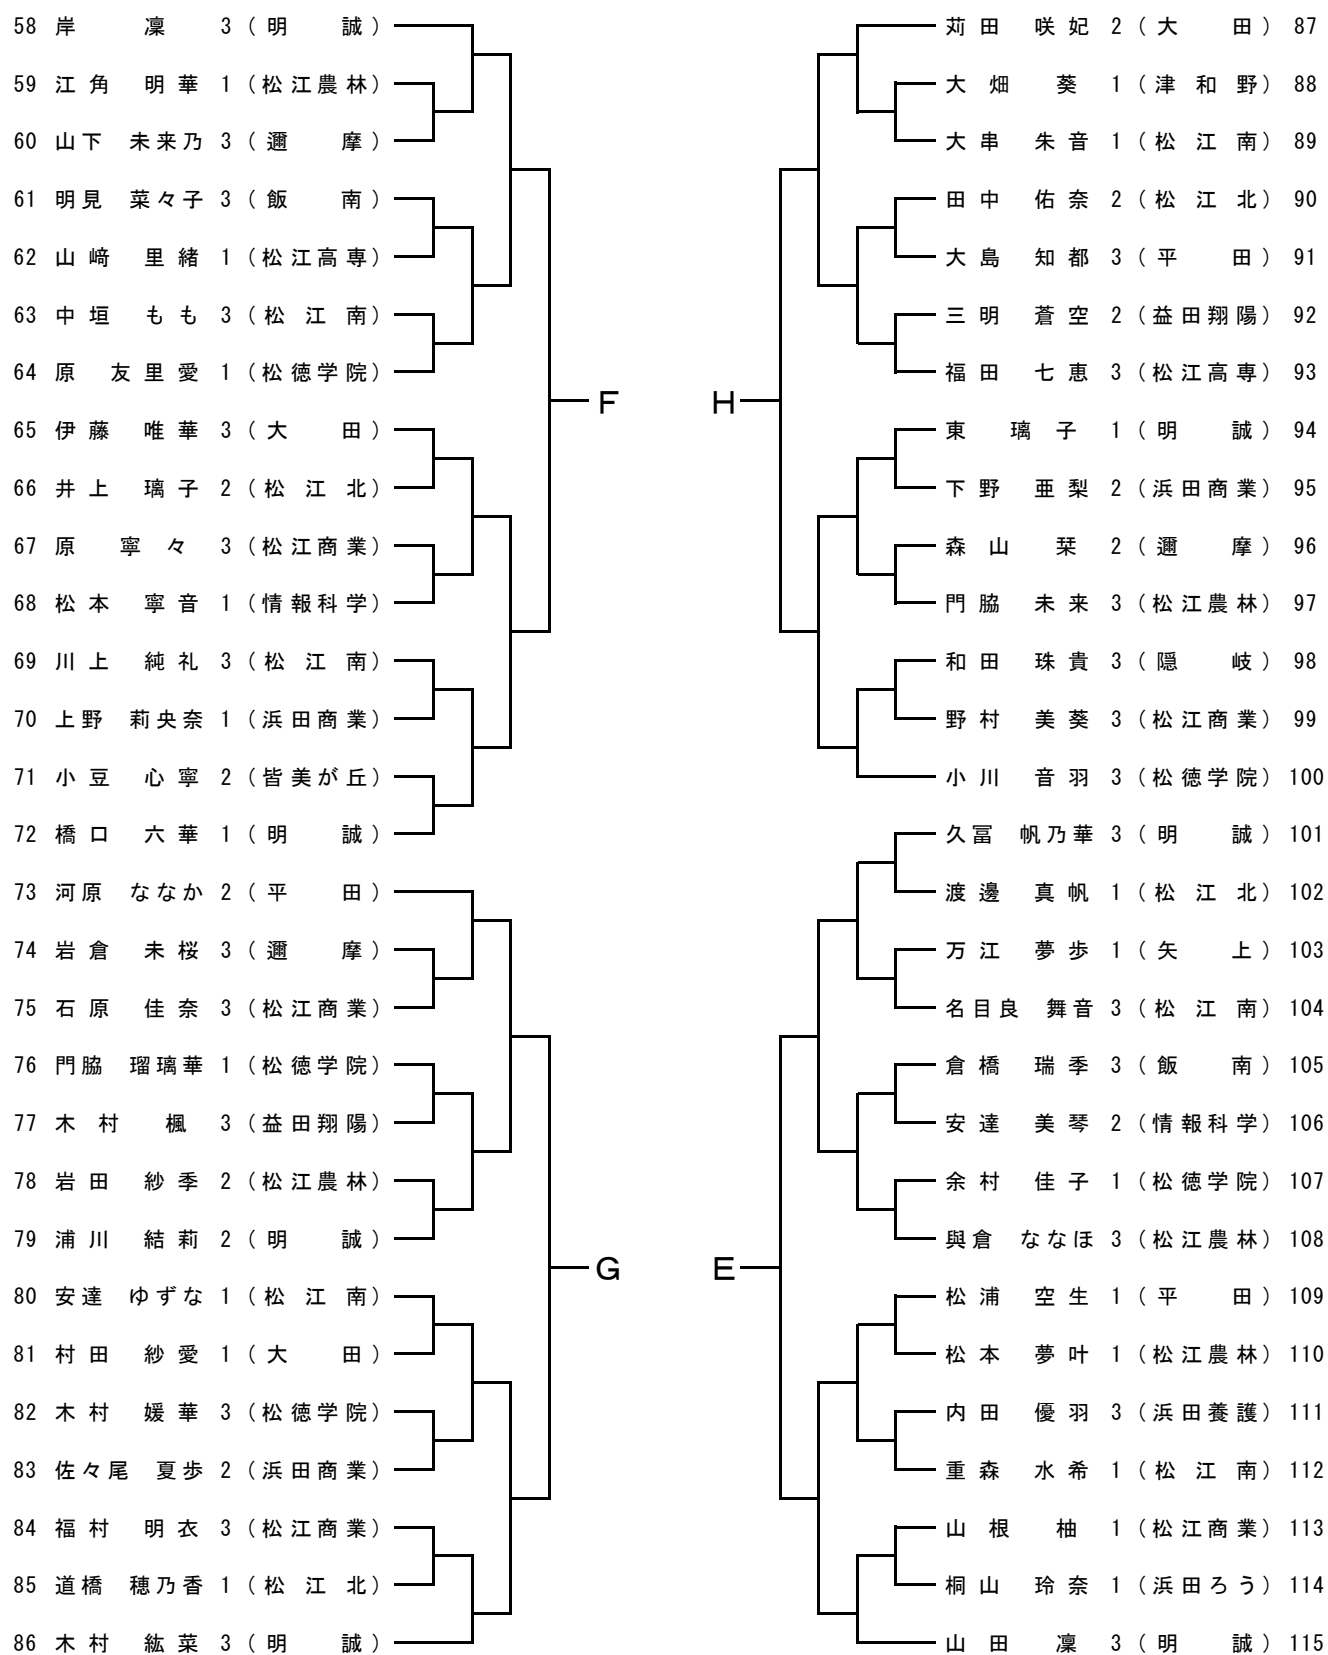 58 岸 凜 3 ( 明 誠 )
59 江角 明華 1 (松江農林)
60 山下 未来乃 3 ( 邇 摩 )
61 明見 菜々子 3 ( 飯 南 )
62 山﨑 里緒 1 (松江高専)
63 中垣 もも 3 ( 松 江 南 )
64 原 友里愛 1 (松徳学院)
F
65 伊藤 唯華 3 ( 大 田 )
66 井上 璃子 2 ( 松 江 北 )
67 原 寧々 3 (松江商業)
68 松本 寧音 1 (情報科学)
69 川上 純礼 3 ( 松 江 南 )
70 上野 莉央奈 1 (浜田商業)
71 小豆 心寧 2 (皆美が丘)
72 橋口 六華 1 ( 明 誠 )
73 河原 ななか 2 ( 平 田 )
74 岩倉 未桜 3 ( 邇 摩 )
75 石原 佳奈 3 (松江商業)
76 門脇 瑠璃華 1 (松徳学院)
77 木村 楓 3 (益田翔陽)
78 岩田 紗季 2 (松江農林)
79 浦川 結莉 2 ( 明 誠 )
G
80 安達 ゆずな 1 ( 松 江 南 )
81 村田 紗愛 1 ( 大 田 )
82 木村 媛華 3 (松徳学院)
83 佐々尾 夏歩 2 (浜田商業)
84 福村 明衣 3 (松江商業)
85 道橋 穂乃香 1 ( 松 江 北 )
86 木村 紘菜 3 ( 明 誠 )
苅田 咲妃 2 ( 大 田 ) 87
大畑 葵 1 ( 津 和 野 ) 88
大串 朱音 1 ( 松 江 南 ) 89
田中 佑奈 2 ( 松 江 北 ) 90
大島 知都 3 ( 平 田 ) 91
三明 蒼空 2 (益田翔陽) 92
福田 七恵 3 (松江高専) 93
H
東 璃子 1 ( 明 誠 ) 94
下野 亜梨 2 (浜田商業) 95
森山 栞 2 ( 邇 摩 ) 96
門脇 未来 3 (松江農林) 97
和田 珠貴 3 ( 隠 岐 ) 98
野村 美葵 3 (松江商業) 99
小川 音羽 3 (松徳学院) 100
久冨 帆乃華 3 ( 明 誠 ) 101
渡邊 真帆 1 ( 松 江 北 ) 102
万江 夢歩 1 ( 矢 上 ) 103
名目良 舞音 3 ( 松 江 南 ) 104
倉橋 瑞季 3 ( 飯 南 ) 105
安達 美琴 2 (情報科学) 106
余村 佳子 1 (松徳学院) 107
與倉 ななほ 3 (松江農林) 108
E
松浦 空生 1 ( 平 田 ) 109
松本 夢叶 1 (松江農林) 110
内田 優羽 3 (浜田養護) 111
重森 水希 1 ( 松 江 南 ) 112
山根 柚 1 (松江商業) 113
桐山 玲奈 1 (浜田ろう) 114
山田 凜 3 ( 明 誠 ) 115